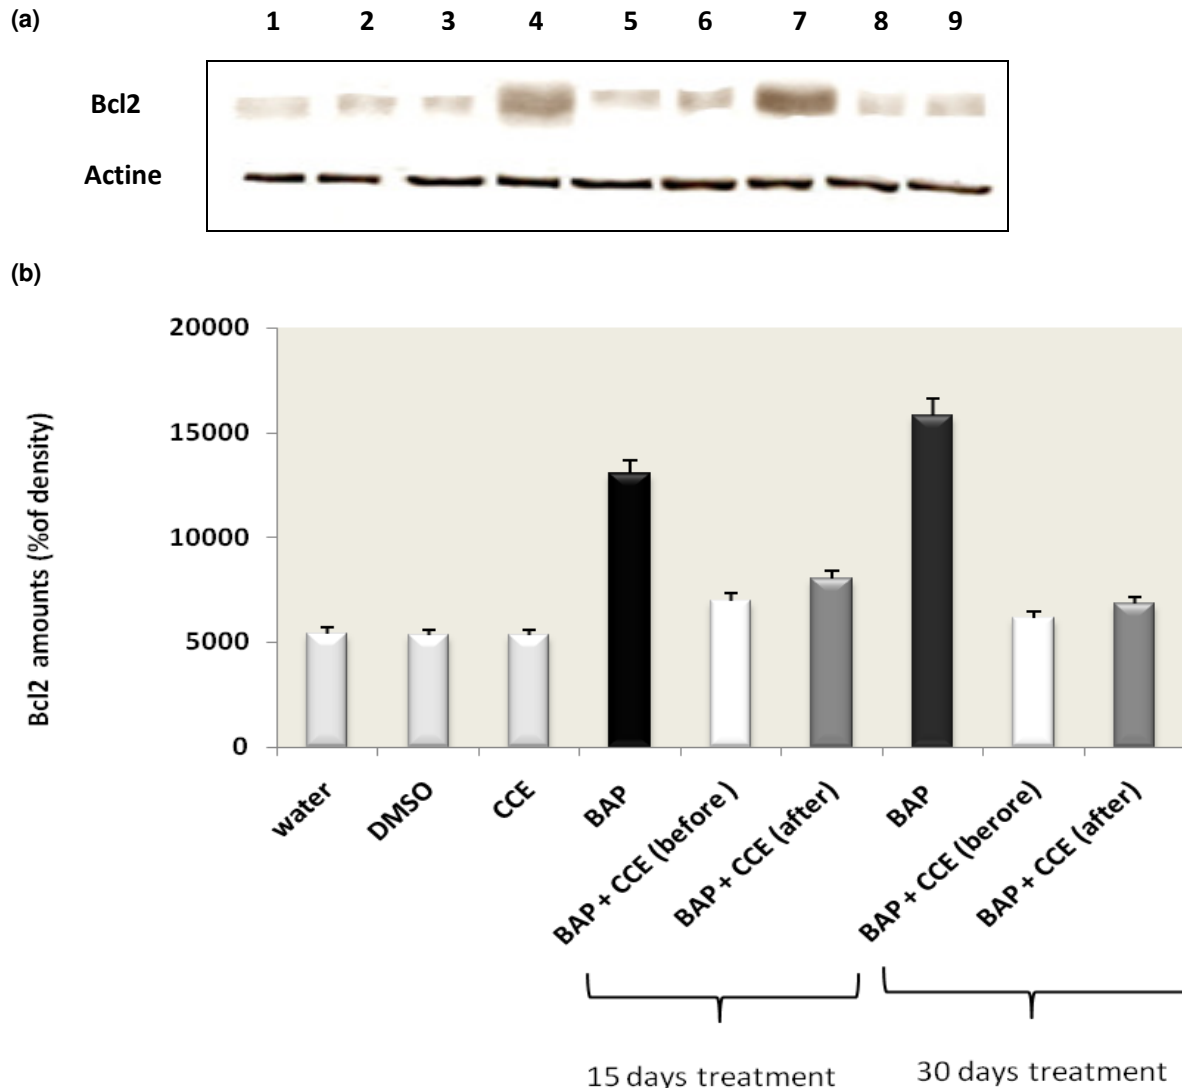 (a)
1 2 3 4 5 6 7 8 9
Bcl2
Actine
(b)
Bcl2 amounts (%of density)
20000
15000
10000
5000
0
water
DMSO
CCE
BAP
BAP + CCE (before )
BAP + CCE (after)
BAP
BAP + CCE (berore)
BAP + CCE (after)
15 days treatment
30 days treatment